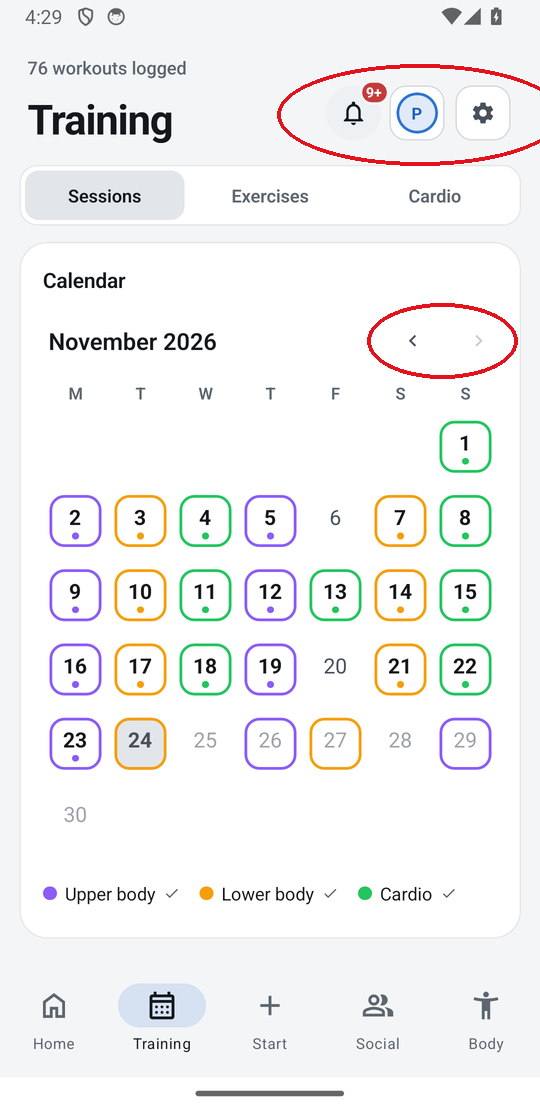 4:29
76 workouts logged
Training
9+
P
Sessions Exercises Cardio
Calendar
November 2026
M T W T F S S
1
2 3 4 5 6 7 8
9 10 11 12 13 14 15
16 17 18 19 20 21 22
23 24 25 26 27 28 29
30
Upper body Lower body Cardio
Home Training Start Social Body